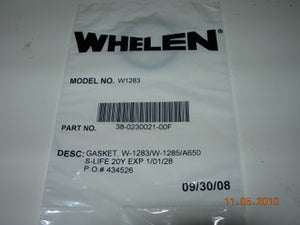 WHELEN®
MODEL NO. W1283
PART NO. 38-0230021-00F
DESC: GASKET, W-1283/W-1285/A650
S-LIFE 20Y EXP 1/01/28
P.O.# 434526
09/30/08
11.05.2010